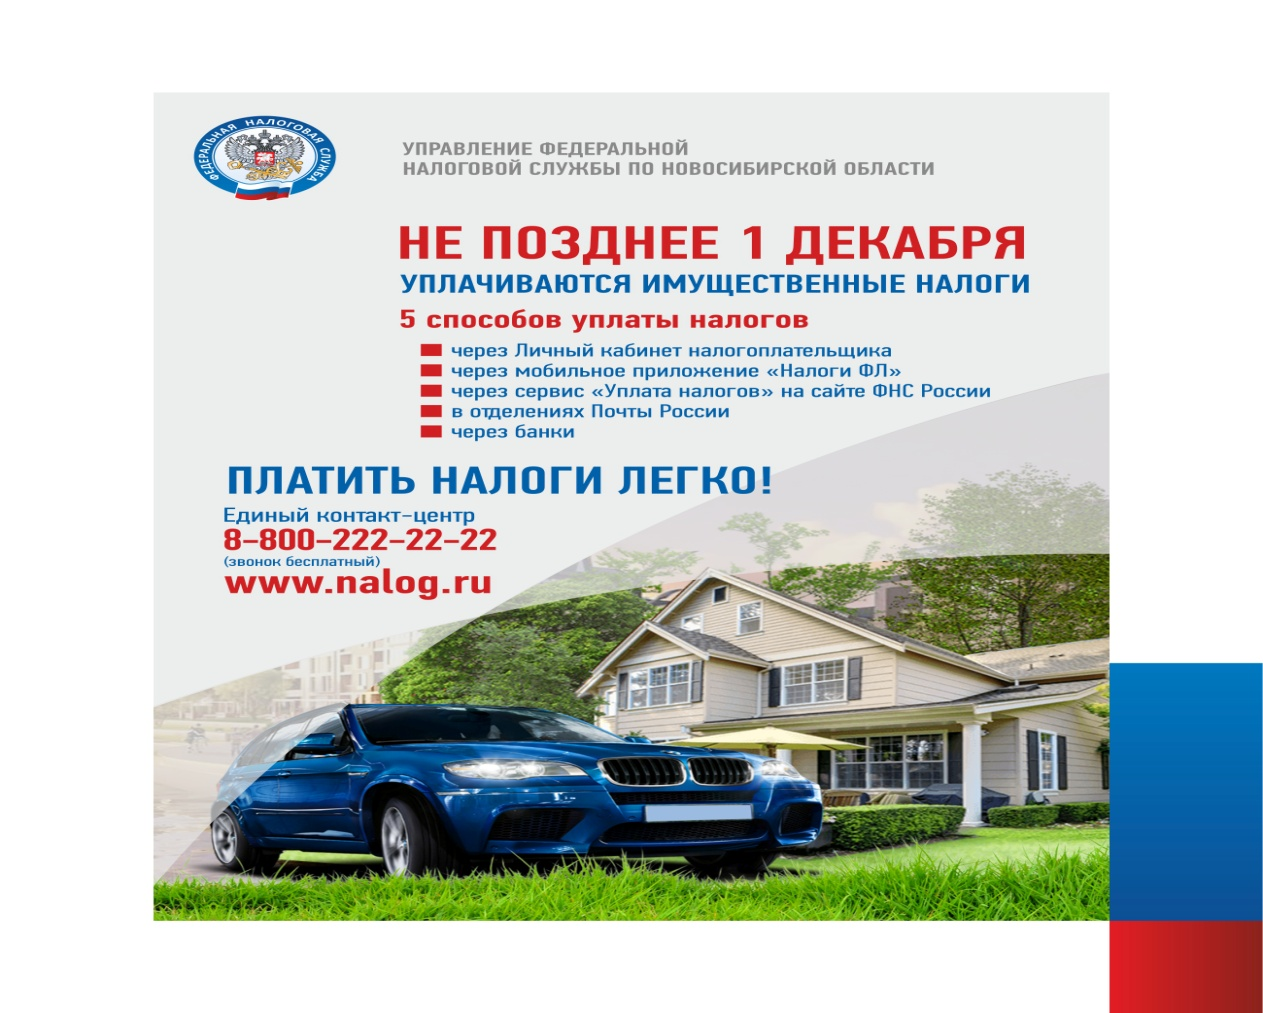 ФЕДЕРАЛЬНАЯ НАЛОГОВАЯ СЛУЖБА
УПРАВЛЕНИЕ ФЕДЕРАЛЬНОЙ
НАЛОГОВОЙ СЛУЖБЫ ПО НОВОСИБИРСКОЙ ОБЛАСТИ
НЕ ПОЗДНЕЕ 1 ДЕКАБРЯ
УПЛАЧИВАЮТСЯ ИМУЩЕСТВЕННЫЕ НАЛОГИ
5 способов уплаты налогов
через Личный кабинет налогоплательщика
через мобильное приложение «Налоги ФЛ»
через сервис «Уплата налогов» на сайте ФНС России
в отделениях Почты России
через банки
ПЛАТИТЬ НАЛОГИ ЛЕГКО!
Единый контакт-центр
8-800-222-22-22
(звонок бесплатный)
www.nalog.ru